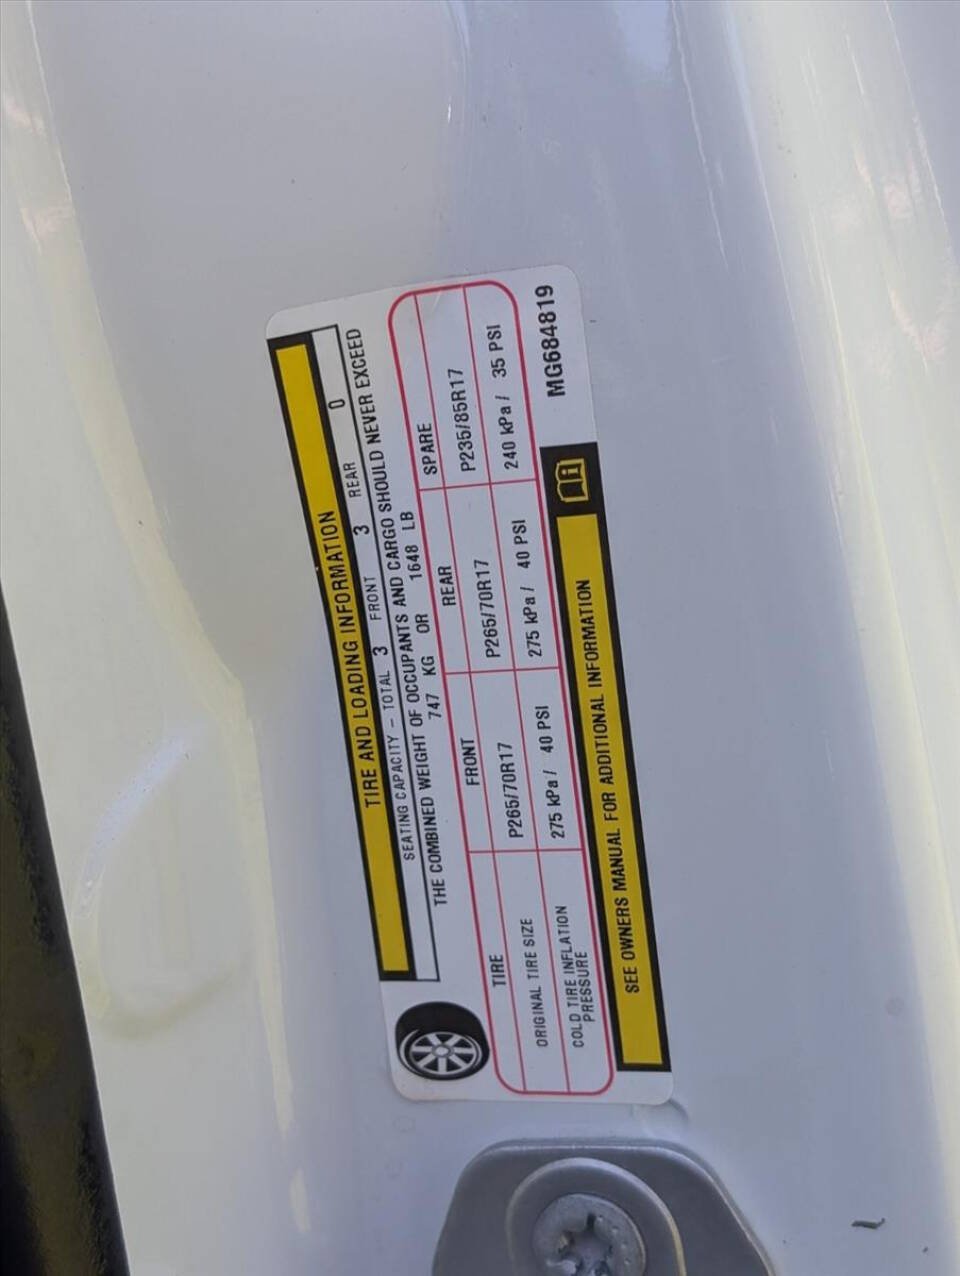 TIRE AND LOADING INFORMATION
SEATING CAPACITY – TOTAL 3 FRONT 3 REAR 0
THE COMBINED WEIGHT OF OCCUPANTS AND CARGO SHOULD NEVER EXCEED
747 KG OR 1648 LB
TIRE FRONT REAR SPARE
ORIGINAL TIRE SIZE P265/70R17 P265/70R17 P235/85R17
COLD TIRE INFLATION PRESSURE 275 kPa / 40 PSI 275 kPa / 40 PSI 240 kPa / 35 PSI
SEE OWNERS MANUAL FOR ADDITIONAL INFORMATION
MG684819